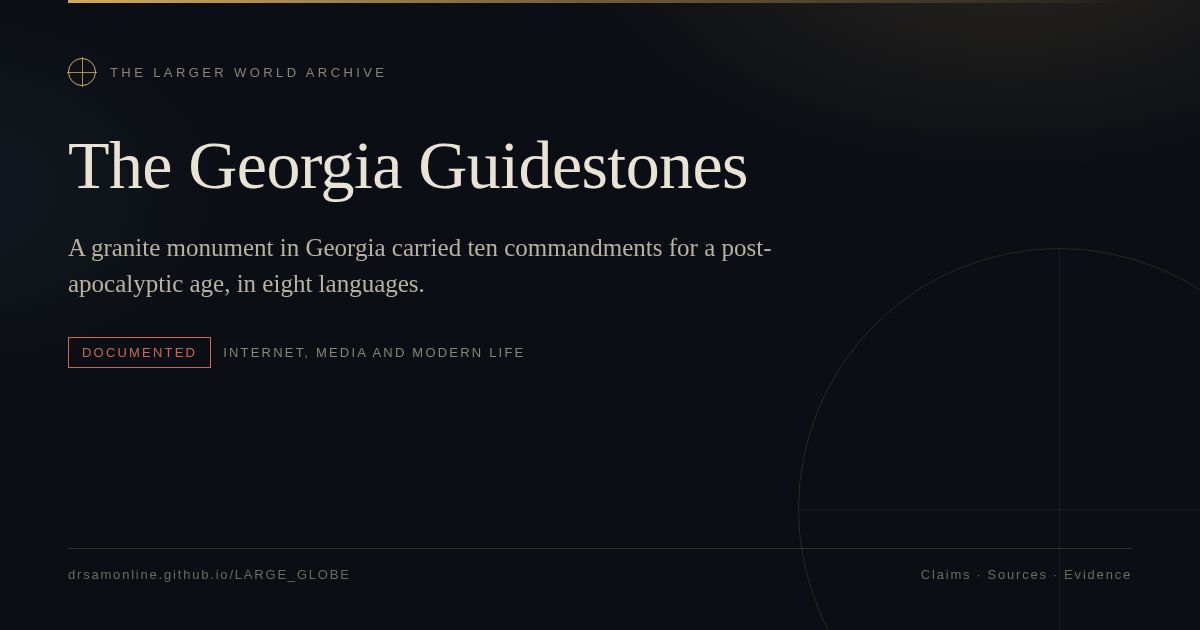 THE LARGER WORLD ARCHIVE
The Georgia Guidestones
A granite monument in Georgia carried ten commandments for a post-
apocalyptic age, in eight languages.
DOCUMENTED INTERNET, MEDIA AND MODERN LIFE
drsamonline.github.io/LARGE_GLOBE Claims · Sources · Evidence